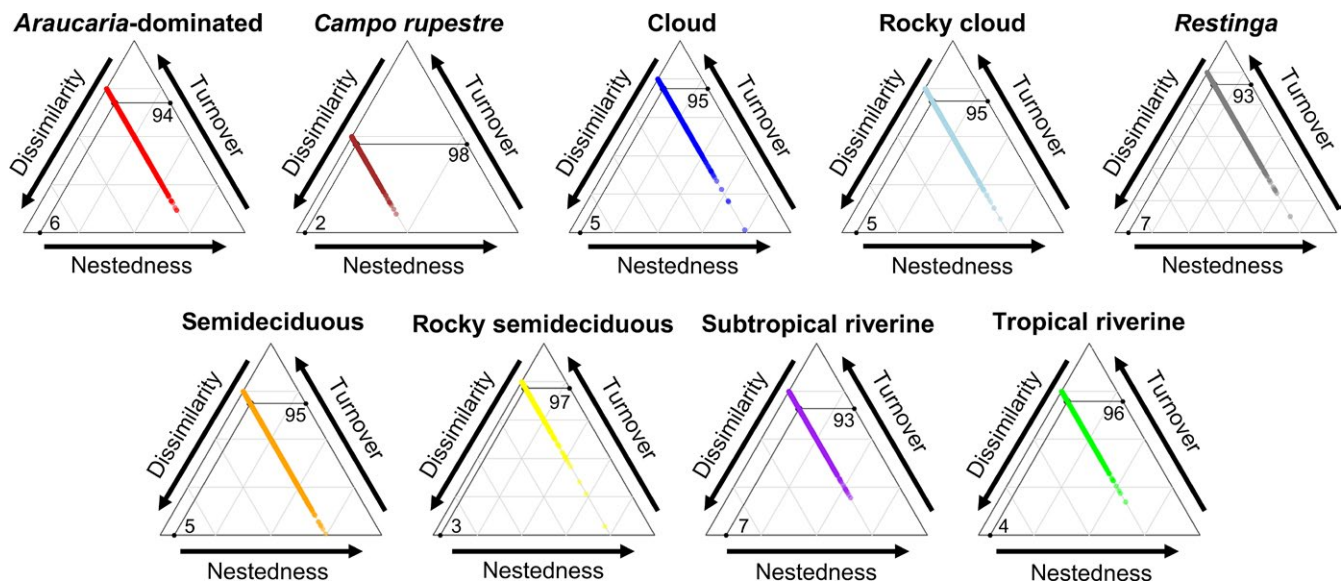 Araucaria-dominated
Dissimilarity
Turnover
94
6
Nestedness
Campo rupestre
Dissimilarity
Turnover
98
2
Nestedness
Cloud
Dissimilarity
Turnover
95
5
Nestedness
Rocky cloud
Dissimilarity
Turnover
95
5
Nestedness
Restinga
Dissimilarity
Turnover
93
7
Nestedness
Semideciduous
Dissimilarity
Turnover
95
5
Nestedness
Rocky semideciduous
Dissimilarity
Turnover
97
3
Nestedness
Subtropical riverine
Dissimilarity
Turnover
93
7
Nestedness
Tropical riverine
Dissimilarity
Turnover
96
4
Nestedness